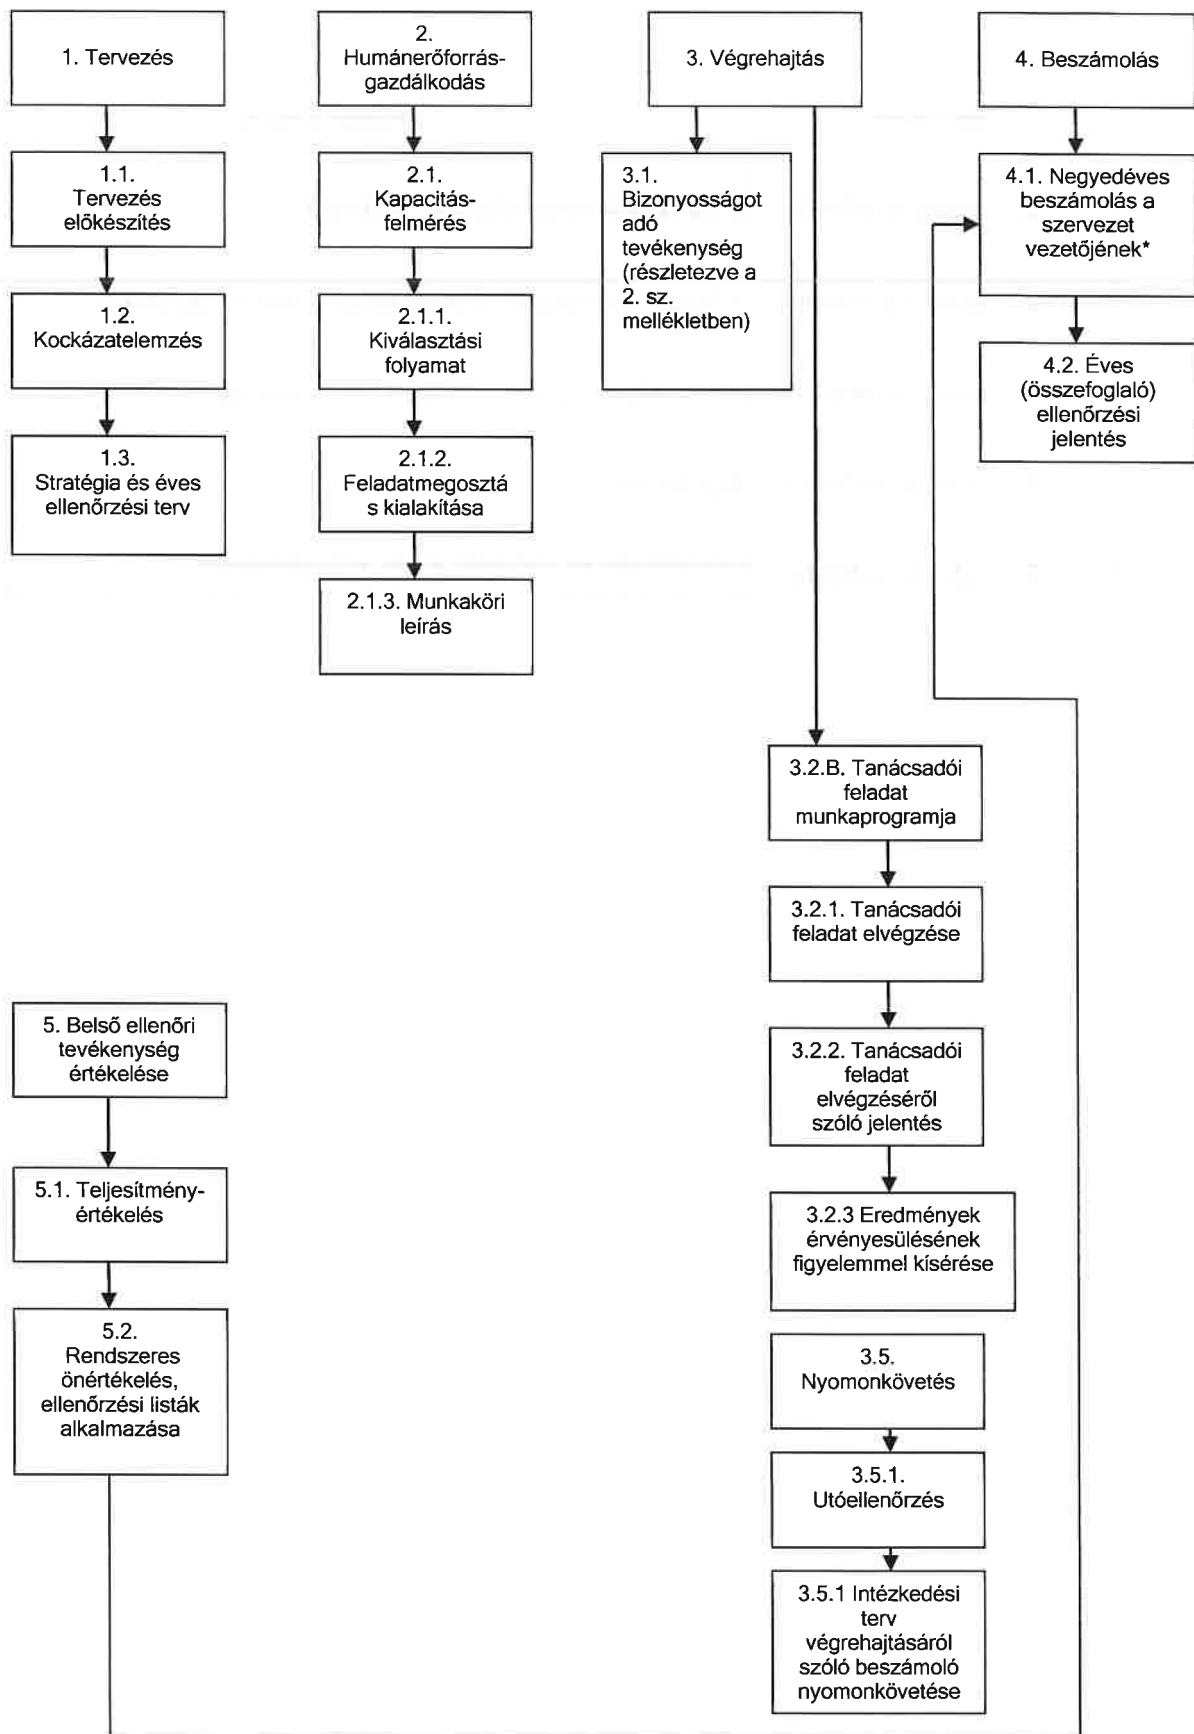 1. Tervezés
1.1.
Tervezés
előkészítés
1.2.
Kockázatelemzés
1.3.
Stratégia és éves
ellenőrzési terv
2.
Humánerőforrás-
gazdálkodás
2.1.
Kapacitás-
felmérés
2.1.1.
Kiválasztási
folyamat
2.1.2.
Feladatmegosztá
s kialakítása
2.1.3. Munkaköri
leírás
3. Végrehajtás
3.1.
Bizonyosságot
adó
tevékenység
(részletezve a
2. sz.
mellékletben)
3.2.B. Tanácsadói
feladat
munkaprogramja
3.2.1. Tanácsadói
feladat elvégzése
3.2.2. Tanácsadói
feladat
elvégzéséről
szóló jelentés
3.2.3 Eredmények
érvényesülésének
figyelemmel kísérése
3.5.
Nyomonkövetés
3.5.1.
Utóellenőrzés
3.5.1 Intézkedési
terv
végrehajtásáról
szóló beszámoló
nyomonkövetése
4. Beszámolás
4.1. Negyedéves
beszámolás a
szervezet
vezetőjének*
4.2. Éves
(összefoglaló)
ellenőrzési
jelentés
5. Belső ellenőri
tevékenység
értékelése
5.1. Teljesítmény-
értékelés
5.2.
Rendszeres
önértékelés,
ellenőrzési listák
alkalmazása